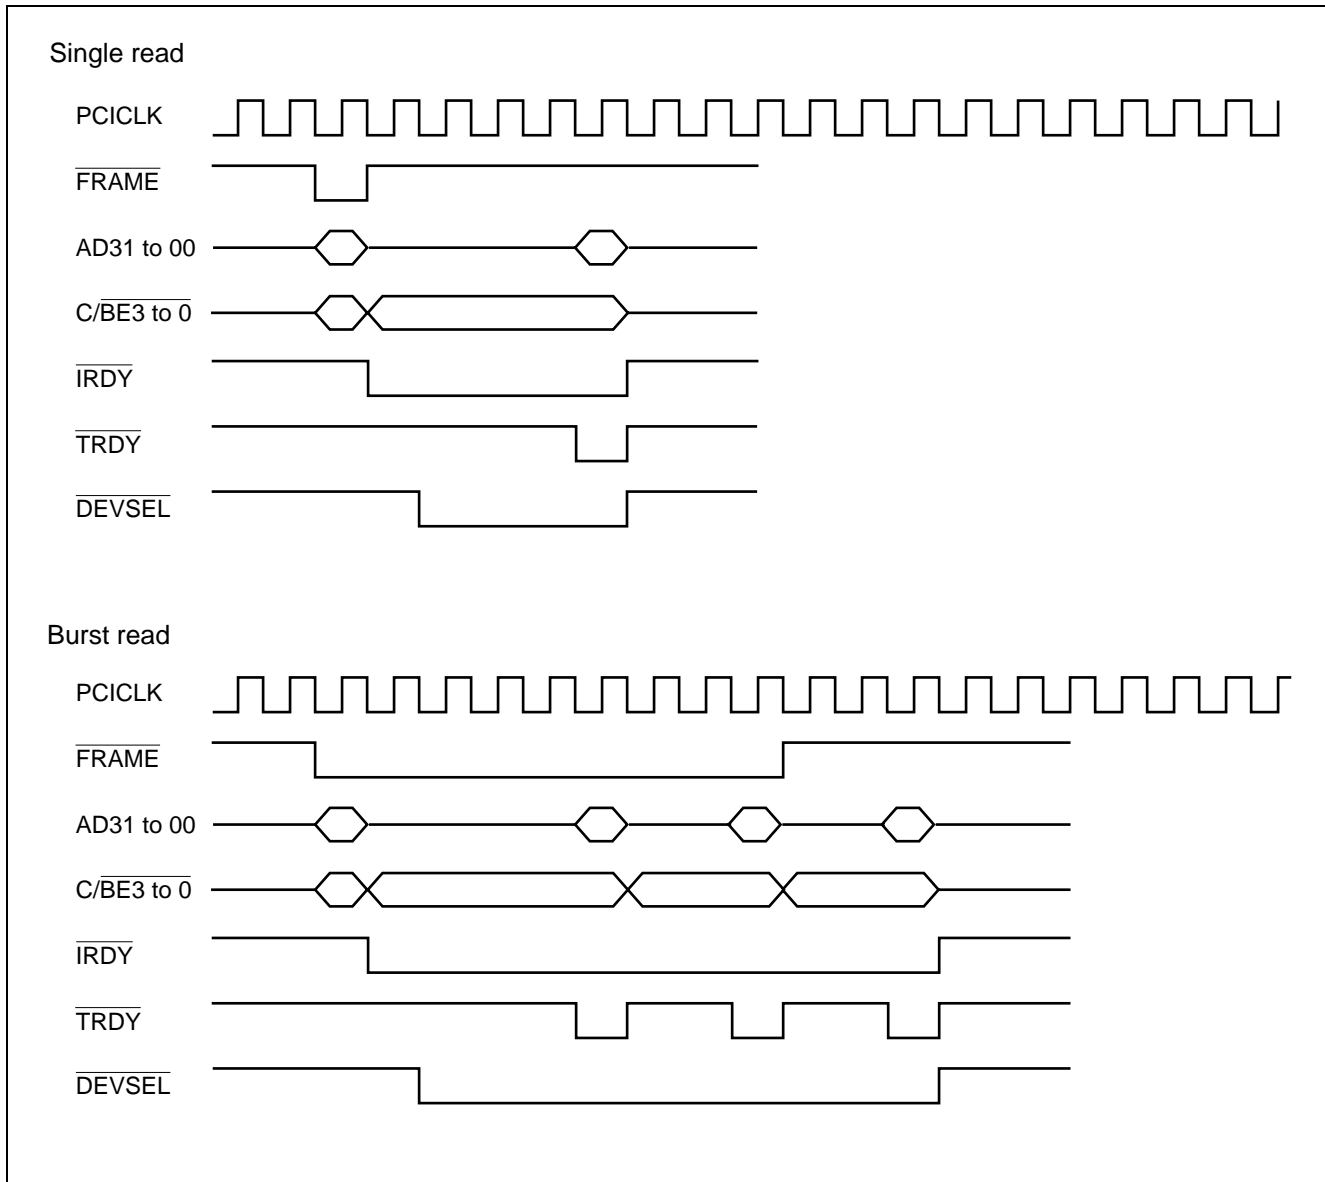 Single read
PCICLK
FRAME
AD31 to 00
C/BE3 to 0
IRDY
TRDY
DEVSEL
Burst read
PCICLK
FRAME
AD31 to 00
C/BE3 to 0
IRDY
TRDY
DEVSEL